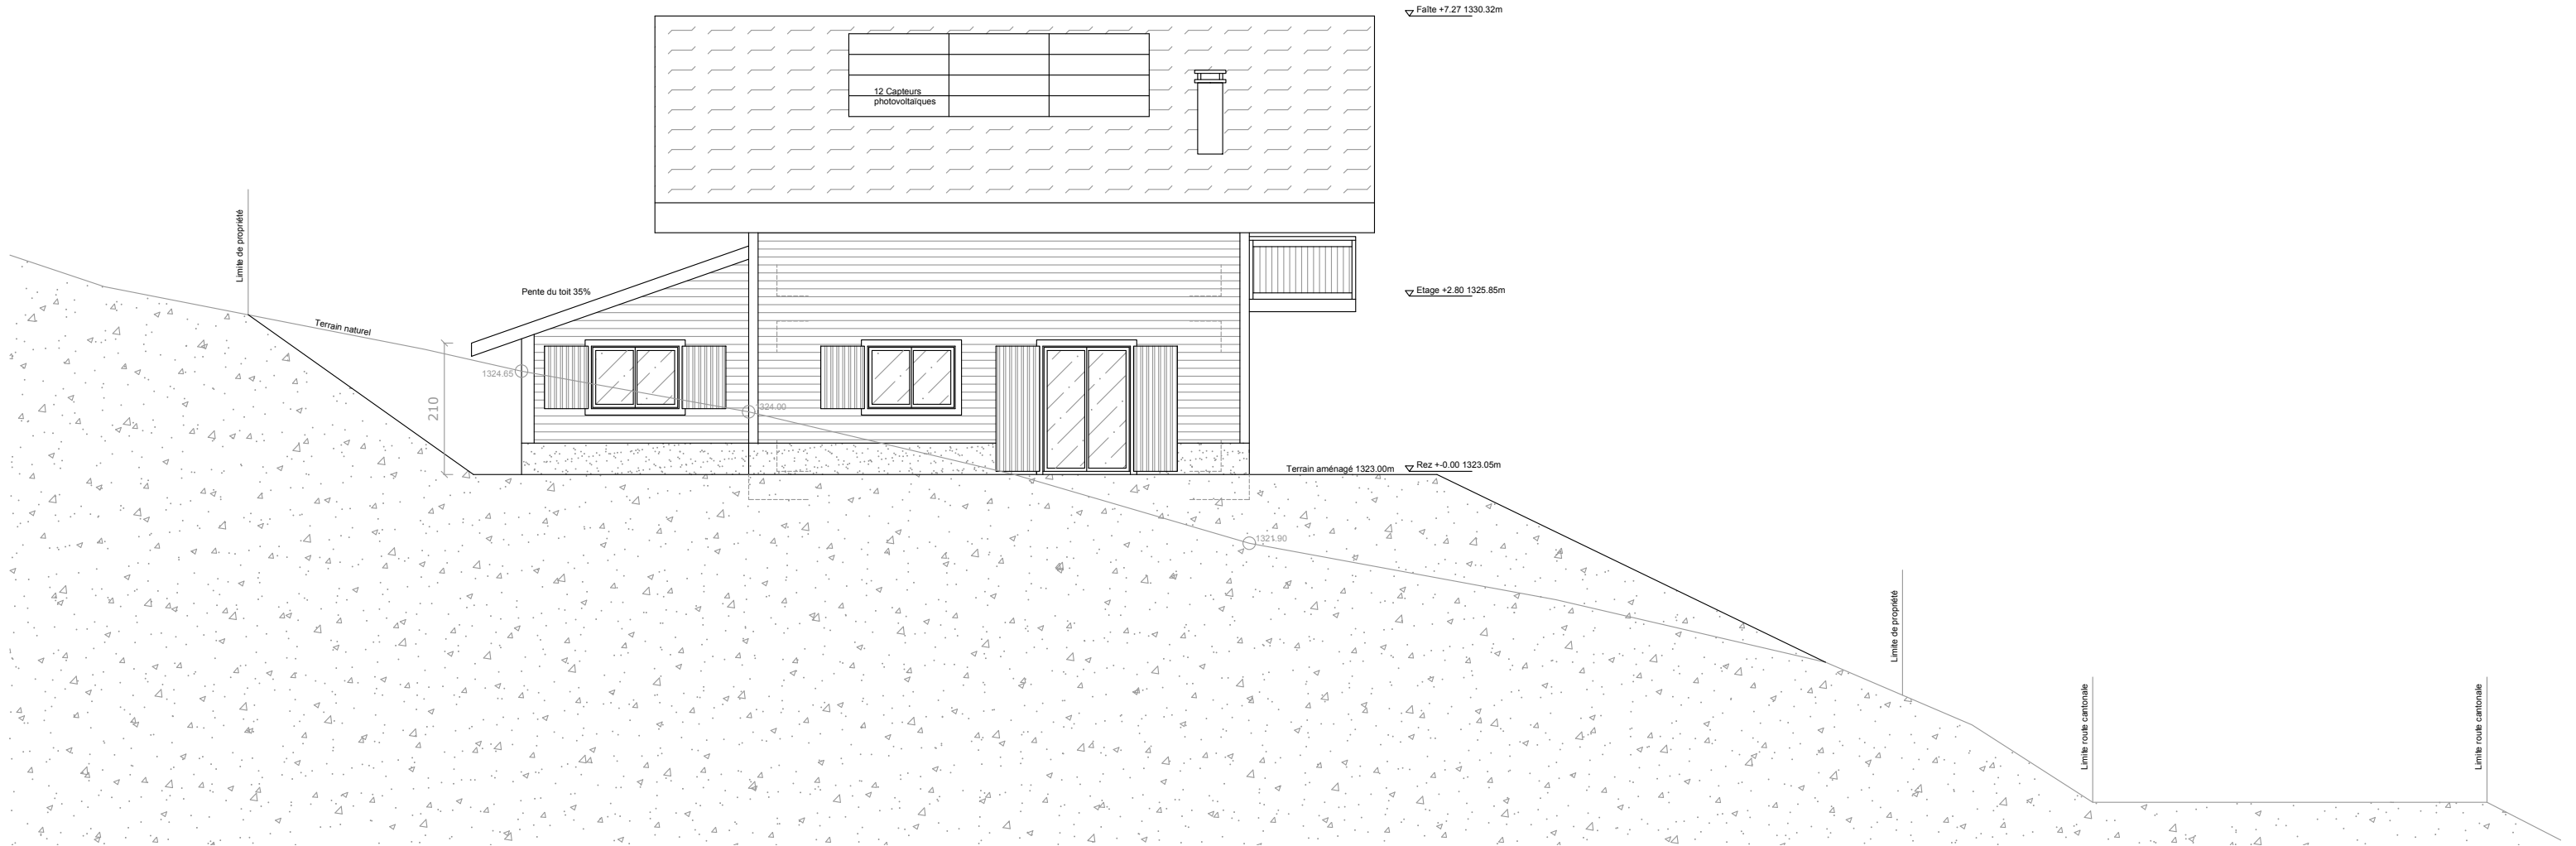 Faîte +7.27 1330.32m
12 Capteurs
photovoltaïques
Limite de propriété
Pente du toit 35%
Etage +2.80 1325.85m
Terrain naturel
1324.65
210
1324.00
Terrain aménagé 1323.00m
Rez +-0.00 1323.05m
1321.90
Limite de propriété
Limite route cantonale
Limite route cantonale